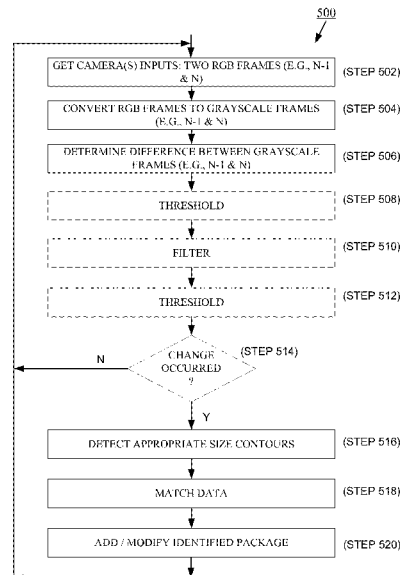 500
GET CAMERA(S) INPUTS: TWO RGB FRAMES (E.G., N-1
& N)
(STEP 502)
CONVERT RGB FRAMES TO GRAYSCALE FRAMES
(E.G., N-1 & N)
(STEP 504)
DETERMINE DIFFERENCE BETWEEN GRAYSCALE
FRAMES (E.G., N-1 & N)
(STEP 506)
THRESHOLD
(STEP 508)
FILTER
(STEP 510)
THRESHOLD
(STEP 512)
CHANGE
OCCURRED
?
(STEP 514)
N
Y
DETECT APPROPRIATE SIZE CONTOURS
(STEP 516)
MATCH DATA
(STEP 518)
ADD / MODIFY IDENTIFIED PACKAGE
(STEP 520)